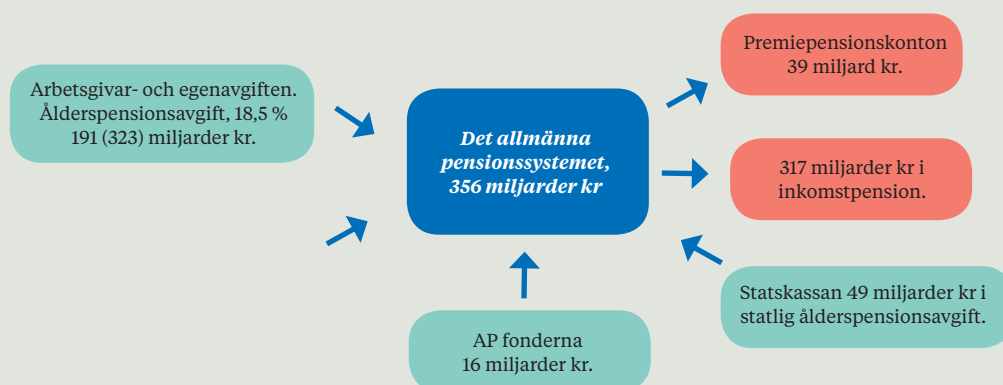 Arbetsgivar- och egenavgiften.
Ålderspensionsavgift, 18,5 %
191 (323) miljarder kr.
Det allmänna
pensionssystemet,
356 miljarder kr
Premiepensionskonton
39 miljard kr.
317 miljarder kr i
inkomstpension.
Statskassan 49 miljarder kr i
statlig ålderspensionsavgift.
AP fonderna
16 miljarder kr.